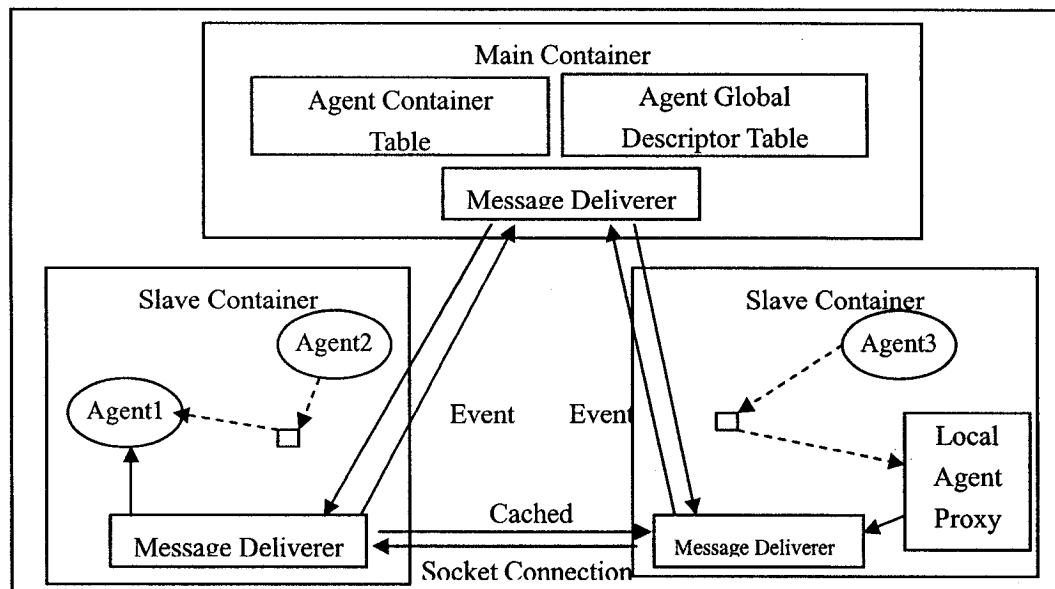 Main Container
Agent Container
Table
Agent Global
Descriptor Table
Message Deliverer
Slave Container
Agent2
Agent1
Message Deliverer
Event
Event
Cached
Socket Connection
Slave Container
Agent3
Local
Agent
Proxy
Message Deliverer